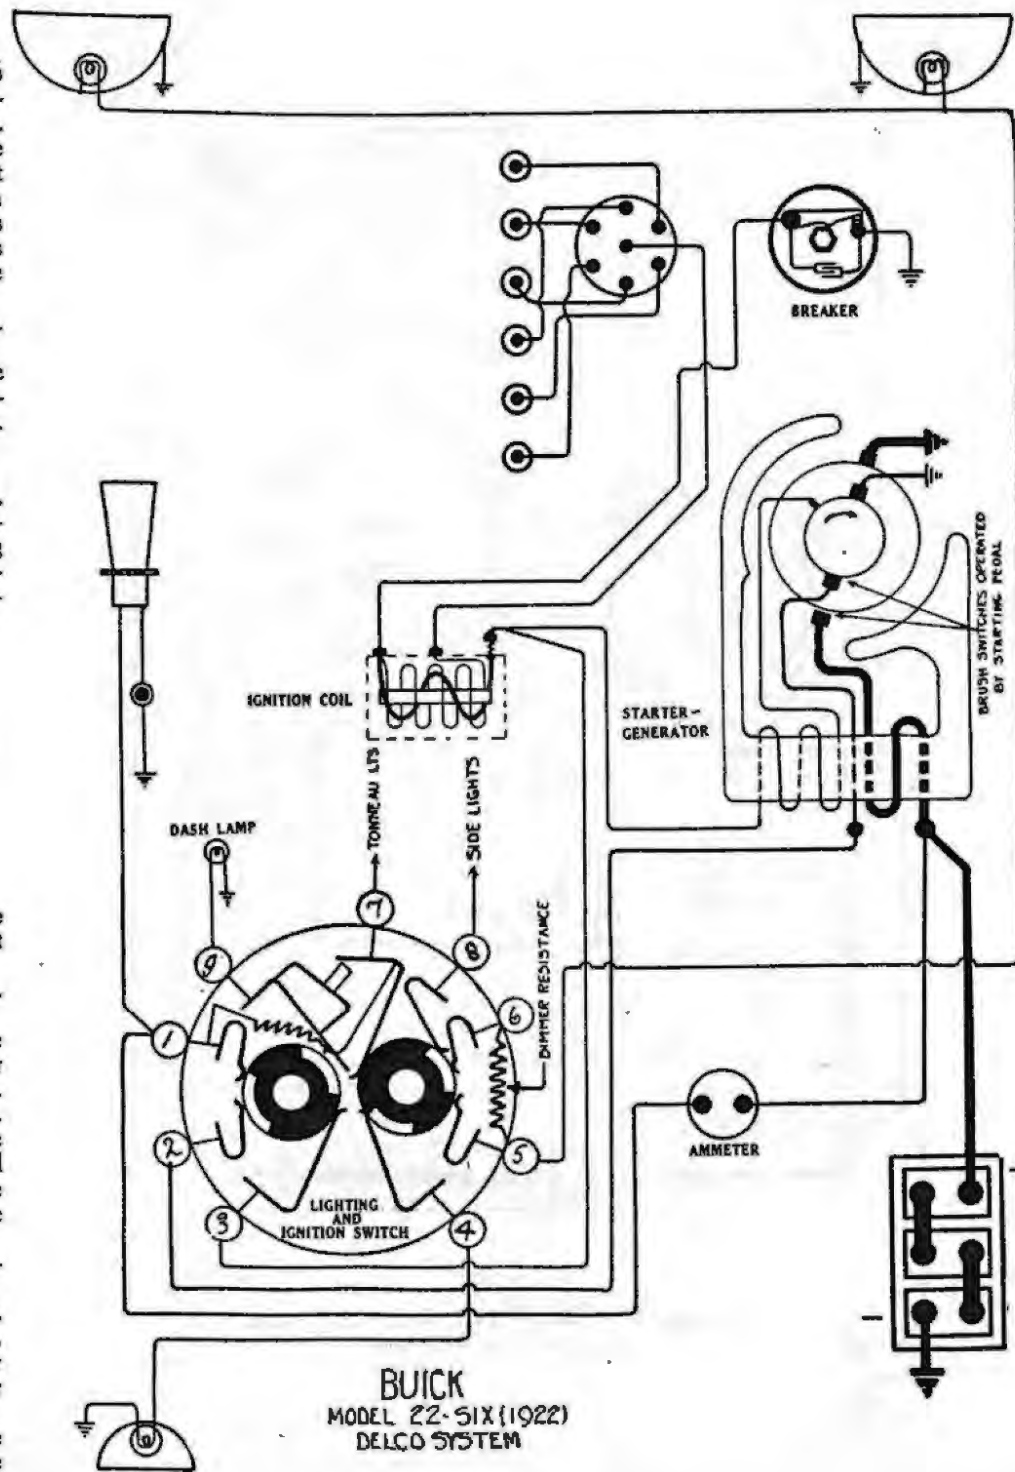 BREAKER
BRUSH SWITCHES OPERATED
BY STARTING PEDAL
IGNITION COIL
STARTER-
GENERATOR
TONNEAU LTS
SIDE LIGHTS
DASH LAMP
7
8
9
DIMMER RESISTANCE
6
1
2
5
AMMETER
3
LIGHTING
AND
IGNITION SWITCH
4
-
BUICK
MODEL 22-SIX (1922)
DELCO SYSTEM